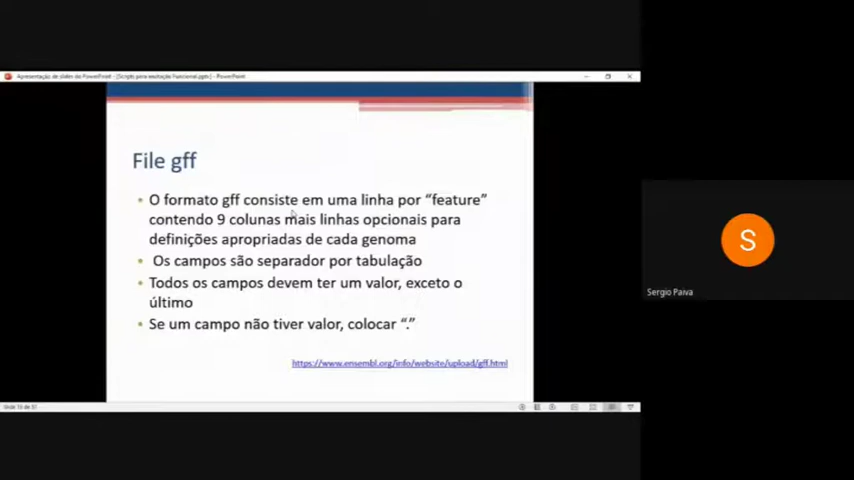 Apresentação de slides do PowerPoint - [Scripts para anotação Funcional.pptx] - PowerPoint
File gff
• O formato gff consiste em uma linha por “feature”
contendo 9 colunas mais linhas opcionais para
definições apropriadas de cada genoma
• Os campos são separador por tabulação
• Todos os campos devem ter um valor, exceto o
último
• Se um campo não tiver valor, colocar “.”
https://www.ensembl.org/info/website/upload/gff.html
S
Sergio Paiva